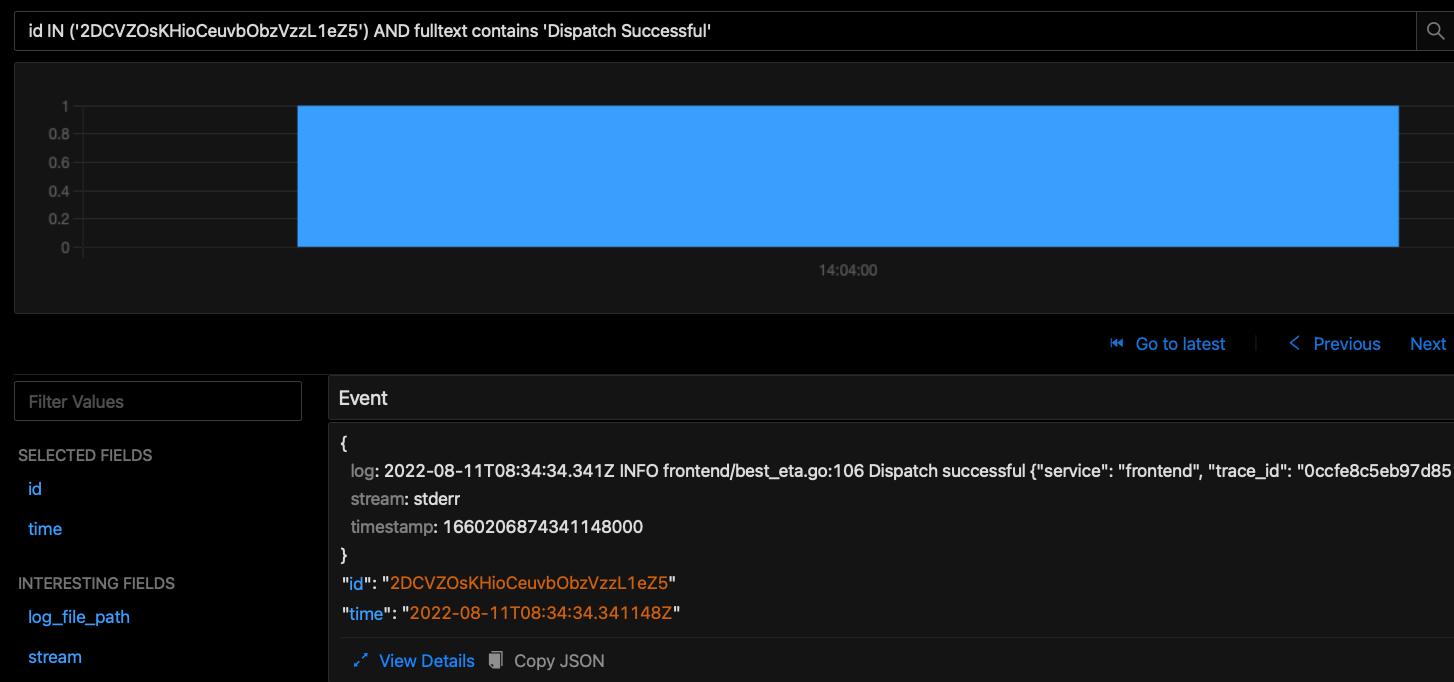 id IN ('2DCVZOsKHioCeuvbObzVzzL1eZ5') AND fulltext contains 'Dispatch Successful'
1
0.8
0.6
0.4
0.2
0
14:04:00
Go to latest
Previous
Next
Filter Values
SELECTED FIELDS
id
time
INTERESTING FIELDS
log_file_path
stream
Event
{
log: 2022-08-11T08:34:34.341Z INFO frontend/best_eta.go:106 Dispatch successful {"service": "frontend", "trace_id": "0ccfe8c5eb97d85
stream: stderr
timestamp: 1660206874341148000
}
"id": "2DCVZOsKHioCeuvbObzVzzL1eZ5"
"time": "2022-08-11T08:34:34.341148Z"
View Details
Copy JSON